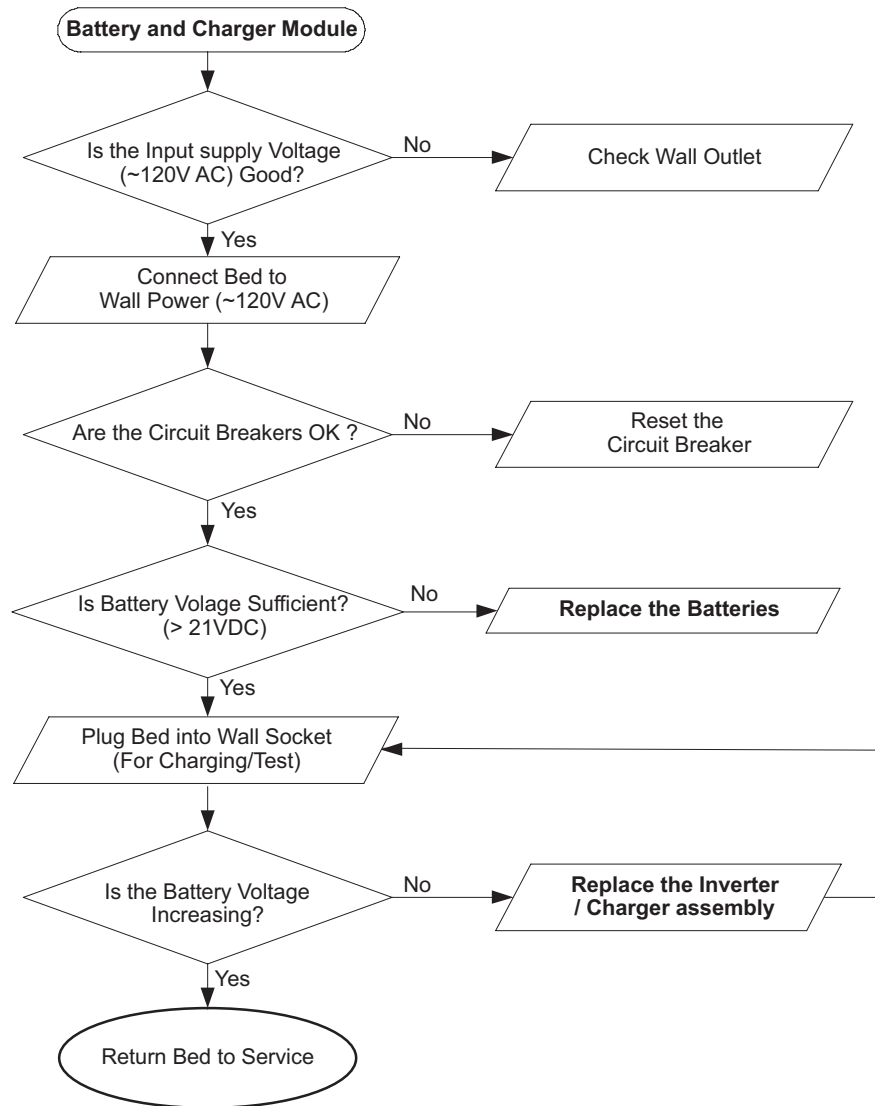 Battery and Charger Module
Is the Input supply Voltage
(~120V AC) Good?
No
Check Wall Outlet
Yes
Connect Bed to
Wall Power (~120V AC)
Are the Circuit Breakers OK ?
No
Reset the
Circuit Breaker
Yes
Is Battery Volage Sufficient?
(> 21VDC)
No
Replace the Batteries
Yes
Plug Bed into Wall Socket
(For Charging/Test)
Is the Battery Voltage
Increasing?
No
Replace the Inverter
/ Charger assembly
Yes
Return Bed to Service